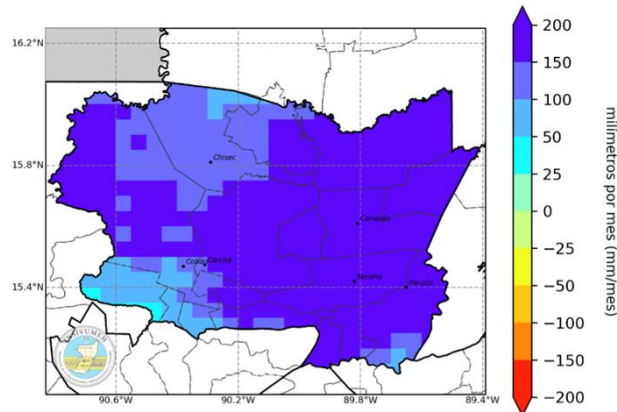 16.2°N
15.8°N
15.4°N
90.6°W
90.2°W
89.8°W
89.4°W
Chisec
Cahabón
Cobán
Carchá
Senahú
Panzós
INSIVUMEH
200
150
100
50
25
0
−25
−50
−100
−150
−200
milímetros por mes (mm/mes)